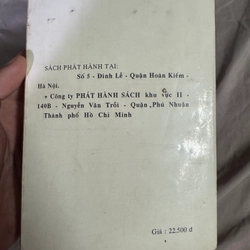 SÁCH PHÁT HÀNH TẠI:
Số 5 - Đinh Lễ - Quận Hoàn Kiếm -
Hà Nội.
* Công ty PHÁT HÀNH SÁCH khu vực II -
140B - Nguyễn Văn Trỗi - Quận Phú Nhuận
Thành phố Hồ Chí Minh
Giá : 22.500 đ